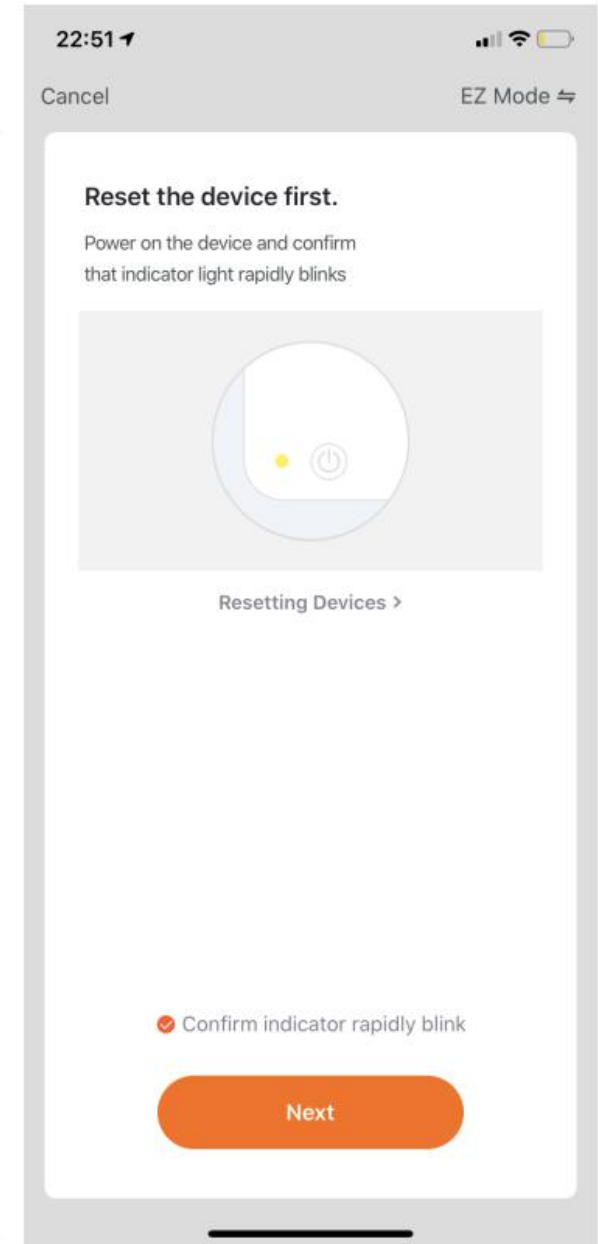 22:51
Cancel
EZ Mode
Reset the device first.
Power on the device and confirm
that indicator light rapidly blinks
Resetting Devices >
Confirm indicator rapidly blink
Next